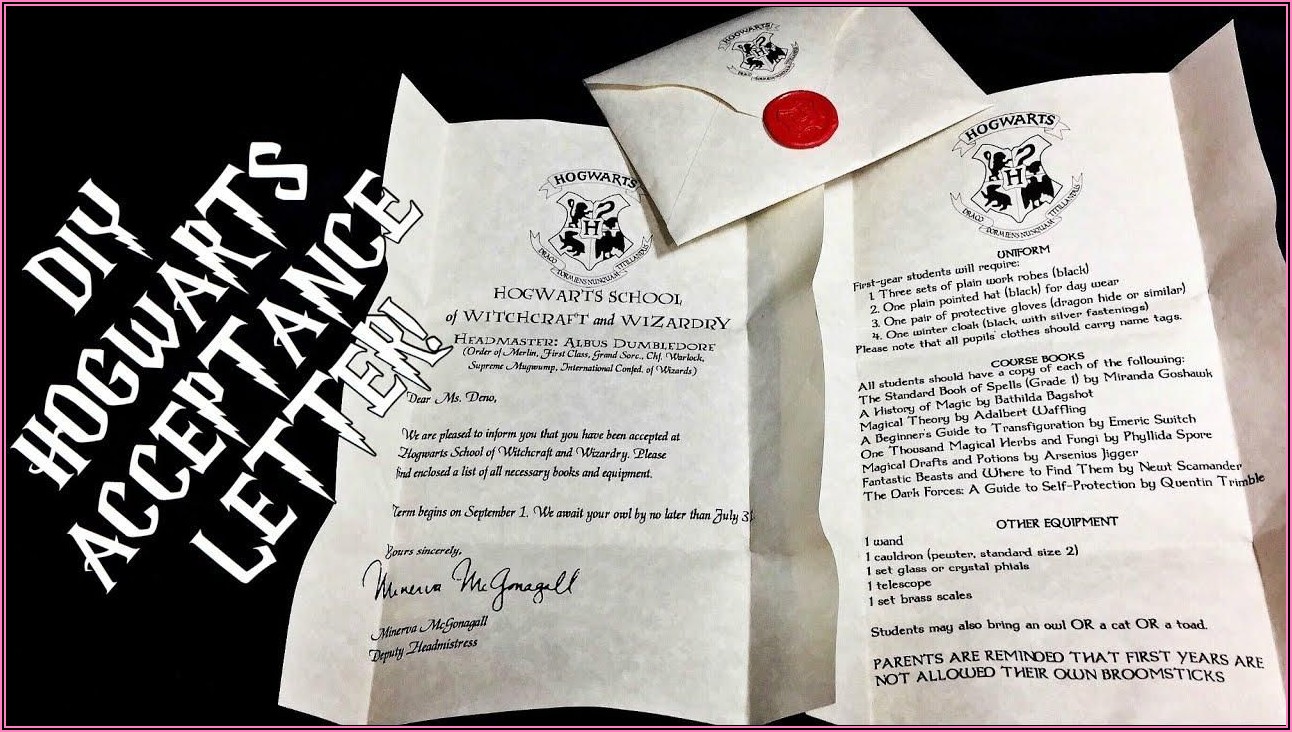 DIY
HOGWARTS
ACCEPTANCE
LETTER!
HOGWARTS
HOGWARTS
H
DRACO DORMIENS NUNQUAM TITILLANDUS
HOGWARTS SCHOOL
of WITCHCRAFT and WIZARDRY
HEADMASTER: ALBUS DUMBLEDORE
(Order of Merlin, First Class, Grand Sorc., Chf. Warlock,
Supreme Mugwump, International Confed. of Wizards)
Dear Ms. Deno,
We are pleased to inform you that you have been accepted at
Hogwarts School of Witchcraft and Wizardry. Please
find enclosed a list of all necessary books and equipment.
Term begins on September 1. We await your owl by no later than July 31
Yours sincerely,
Minerva McGonagall
Minerva McGonagall
Deputy Headmistress
HOGWARTS
H
DRACO DORMIENS NUNQUAM TITILLANDUS
UNIFORM
First-year students will require:
1. Three sets of plain work robes (black)
2. One plain pointed hat (black) for day wear
3. One pair of protective gloves (dragon hide or similar)
4. One winter cloak (black, with silver fastenings)
Please note that all pupils' clothes should carry name tags.
COURSE BOOKS
All students should have a copy of each of the following:
The Standard Book of Spells (Grade 1) by Miranda Goshawk
A History of Magic by Bathilda Bagshot
Magical Theory by Adalbert Waffling
A Beginner's Guide to Transfiguration by Emeric Switch
One Thousand Magical Herbs and Fungi by Phyllida Spore
Magical Drafts and Potions by Arsenius Jigger
Fantastic Beasts and Where to Find Them by Newt Scamander
The Dark Forces: A Guide to Self-Protection by Quentin Trimble
OTHER EQUIPMENT
1 wand
1 cauldron (pewter, standard size 2)
1 set glass or crystal phials
1 telescope
1 set brass scales
Students may also bring an owl OR a cat OR a toad.
PARENTS ARE REMINDED THAT FIRST YEARS ARE
NOT ALLOWED THEIR OWN BROOMSTICKS